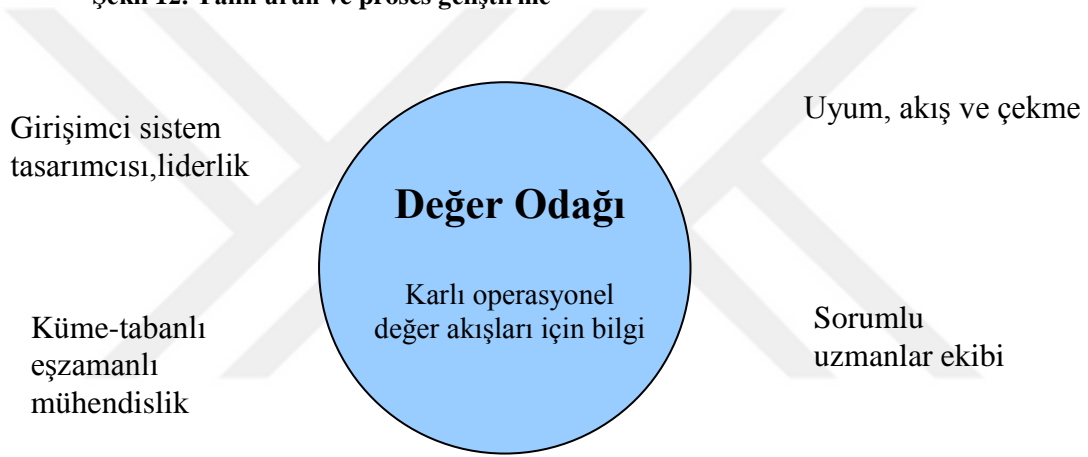 Girişimci sistem
tasarımcısı,liderlik
Uyum, akış ve çekme
Değer Odağı
Karlı operasyonel
değer akışları için bilgi
Küme-tabanlı
eşzamanlı
mühendislik
Sorumlu
uzmanlar ekibi